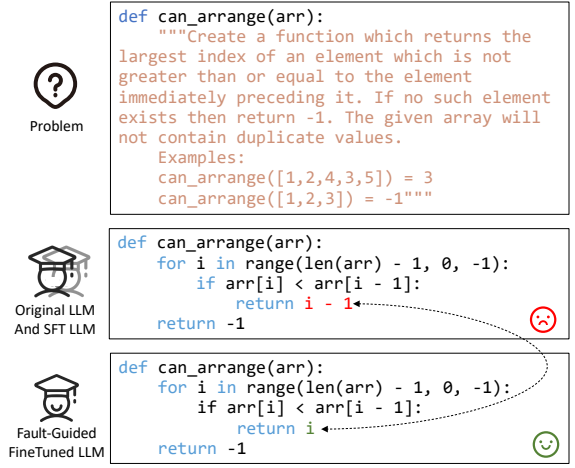 def can_arrange(arr):
    """Create a function which returns the
largest index of an element which is not
greater than or equal to the element
immediately preceding it. If no such element
exists then return -1. The given array will
not contain duplicate values.
    Examples:
    can_arrange([1,2,4,3,5]) = 3
    can_arrange([1,2,3]) = -1"""
?
Problem
def can_arrange(arr):
    for i in range(len(arr) - 1, 0, -1):
        if arr[i] < arr[i - 1]:
            return i - 1
    return -1
Original LLM
And SFT LLM
def can_arrange(arr):
    for i in range(len(arr) - 1, 0, -1):
        if arr[i] < arr[i - 1]:
            return i
    return -1
Fault-Guided
FineTuned LLM